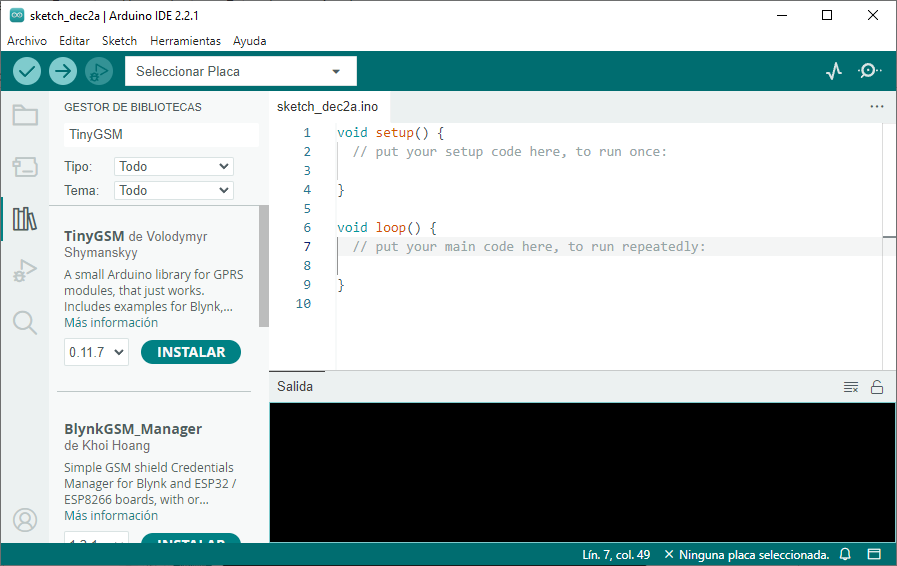 sketch_dec2a | Arduino IDE 2.2.1
Archivo Editar Sketch Herramientas Ayuda
Seleccionar Placa
GESTOR DE BIBLIOTECAS
TinyGSM
Tipo: Todo
Tema: Todo
TinyGSM de Volodymyr
Shymanskyy
A small Arduino library for GPRS
modules, that just works.
Includes examples for Blynk,...
Más información
0.11.7 INSTALAR
BlynkGSM_Manager
de Khoi Hoang
Simple GSM shield Credentials
Manager for Blynk and ESP32 /
ESP8266 boards, with or...
Más información
1.2.1 INSTALAR
sketch_dec2a.ino
1 void setup() {
2 // put your setup code here, to run once:
3
4 }
5
6 void loop() {
7 // put your main code here, to run repeatedly:
8
9 }
10
Salida
Lín. 7, col. 49 Ninguna placa seleccionada.